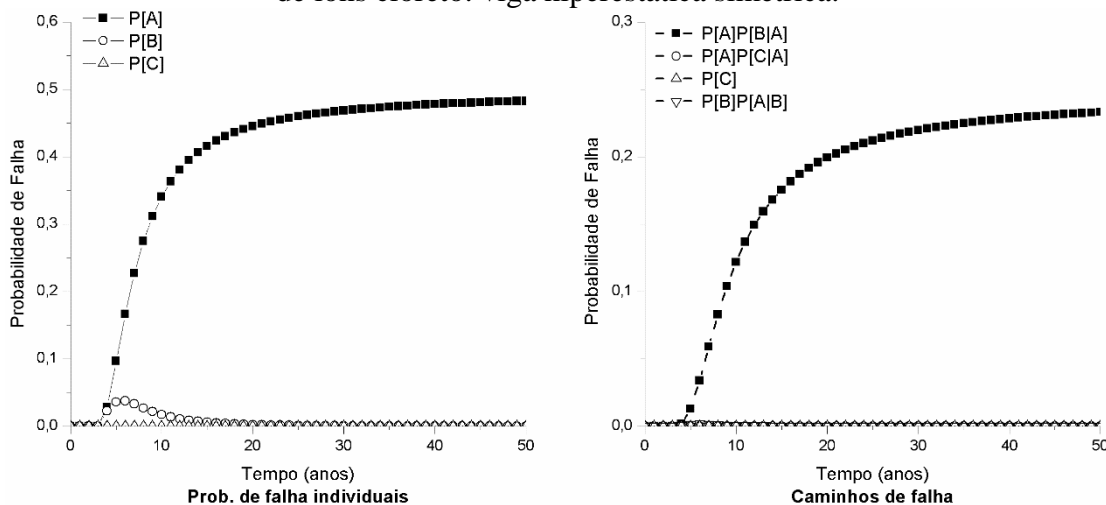 de íons cloreto. Viga hiperestática simétrica.
0,6
0,5
0,4
0,3
0,2
0,1
0,0
Probabilidade de Falha
P[A]
P[B]
P[C]
0 10 20 30 40 50
Tempo (anos)
Prob. de falha individuais
0,3
0,2
0,1
0,0
Probabilidade de Falha
P[A]P[B|A]
P[A]P[C|A]
P[C]
P[B]P[A|B]
0 10 20 30 40 50
Tempo (anos)
Caminhos de falha